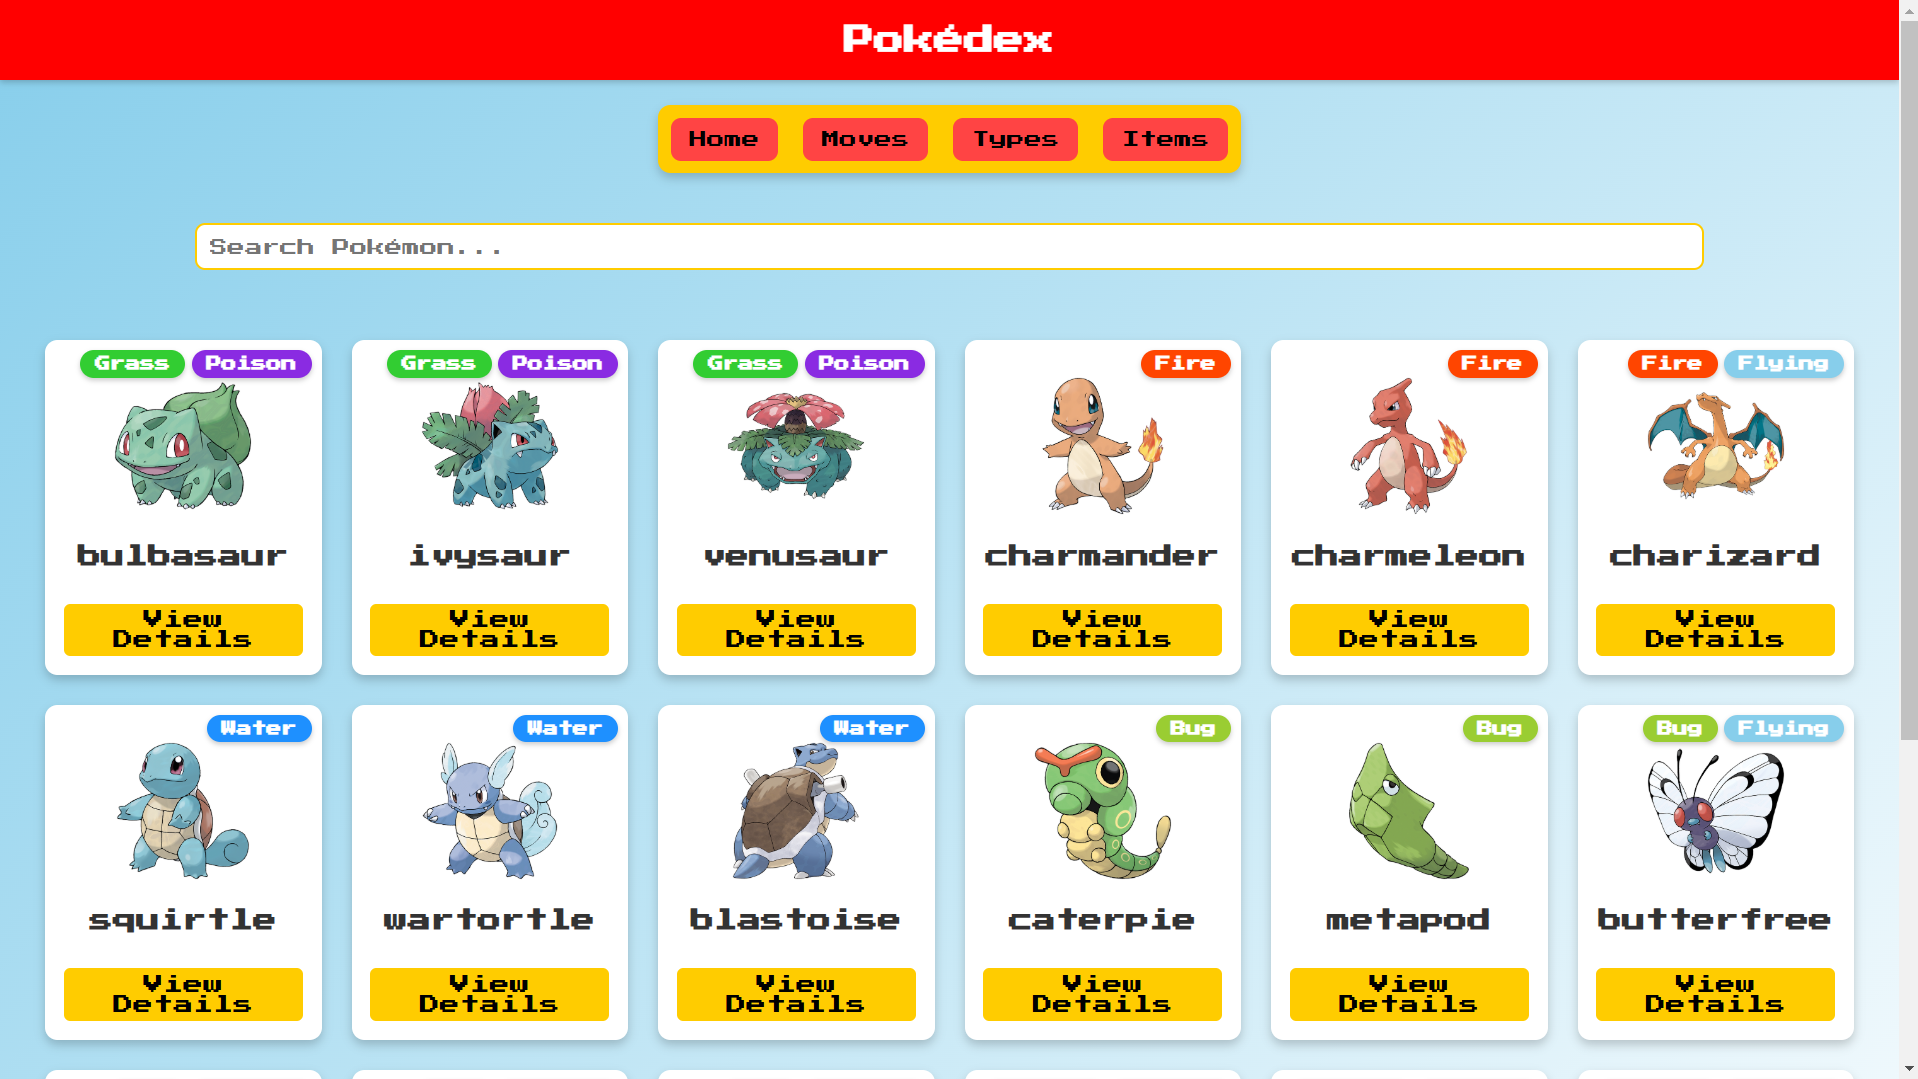 Pokédex
Home Moves Types Items
Search Pokémon...
Grass Poison
Grass Poison
Grass Poison
Fire
Fire
Fire Flying
bulbasaur
ivysaur
venusaur
charmander
charmeleon
charizard
View
Details
View
Details
View
Details
View
Details
View
Details
View
Details
Water
Water
Water
Bug
Bug
Bug Flying
squirtle
wartortle
blastoise
caterpie
metapod
butterfree
View
Details
View
Details
View
Details
View
Details
View
Details
View
Details